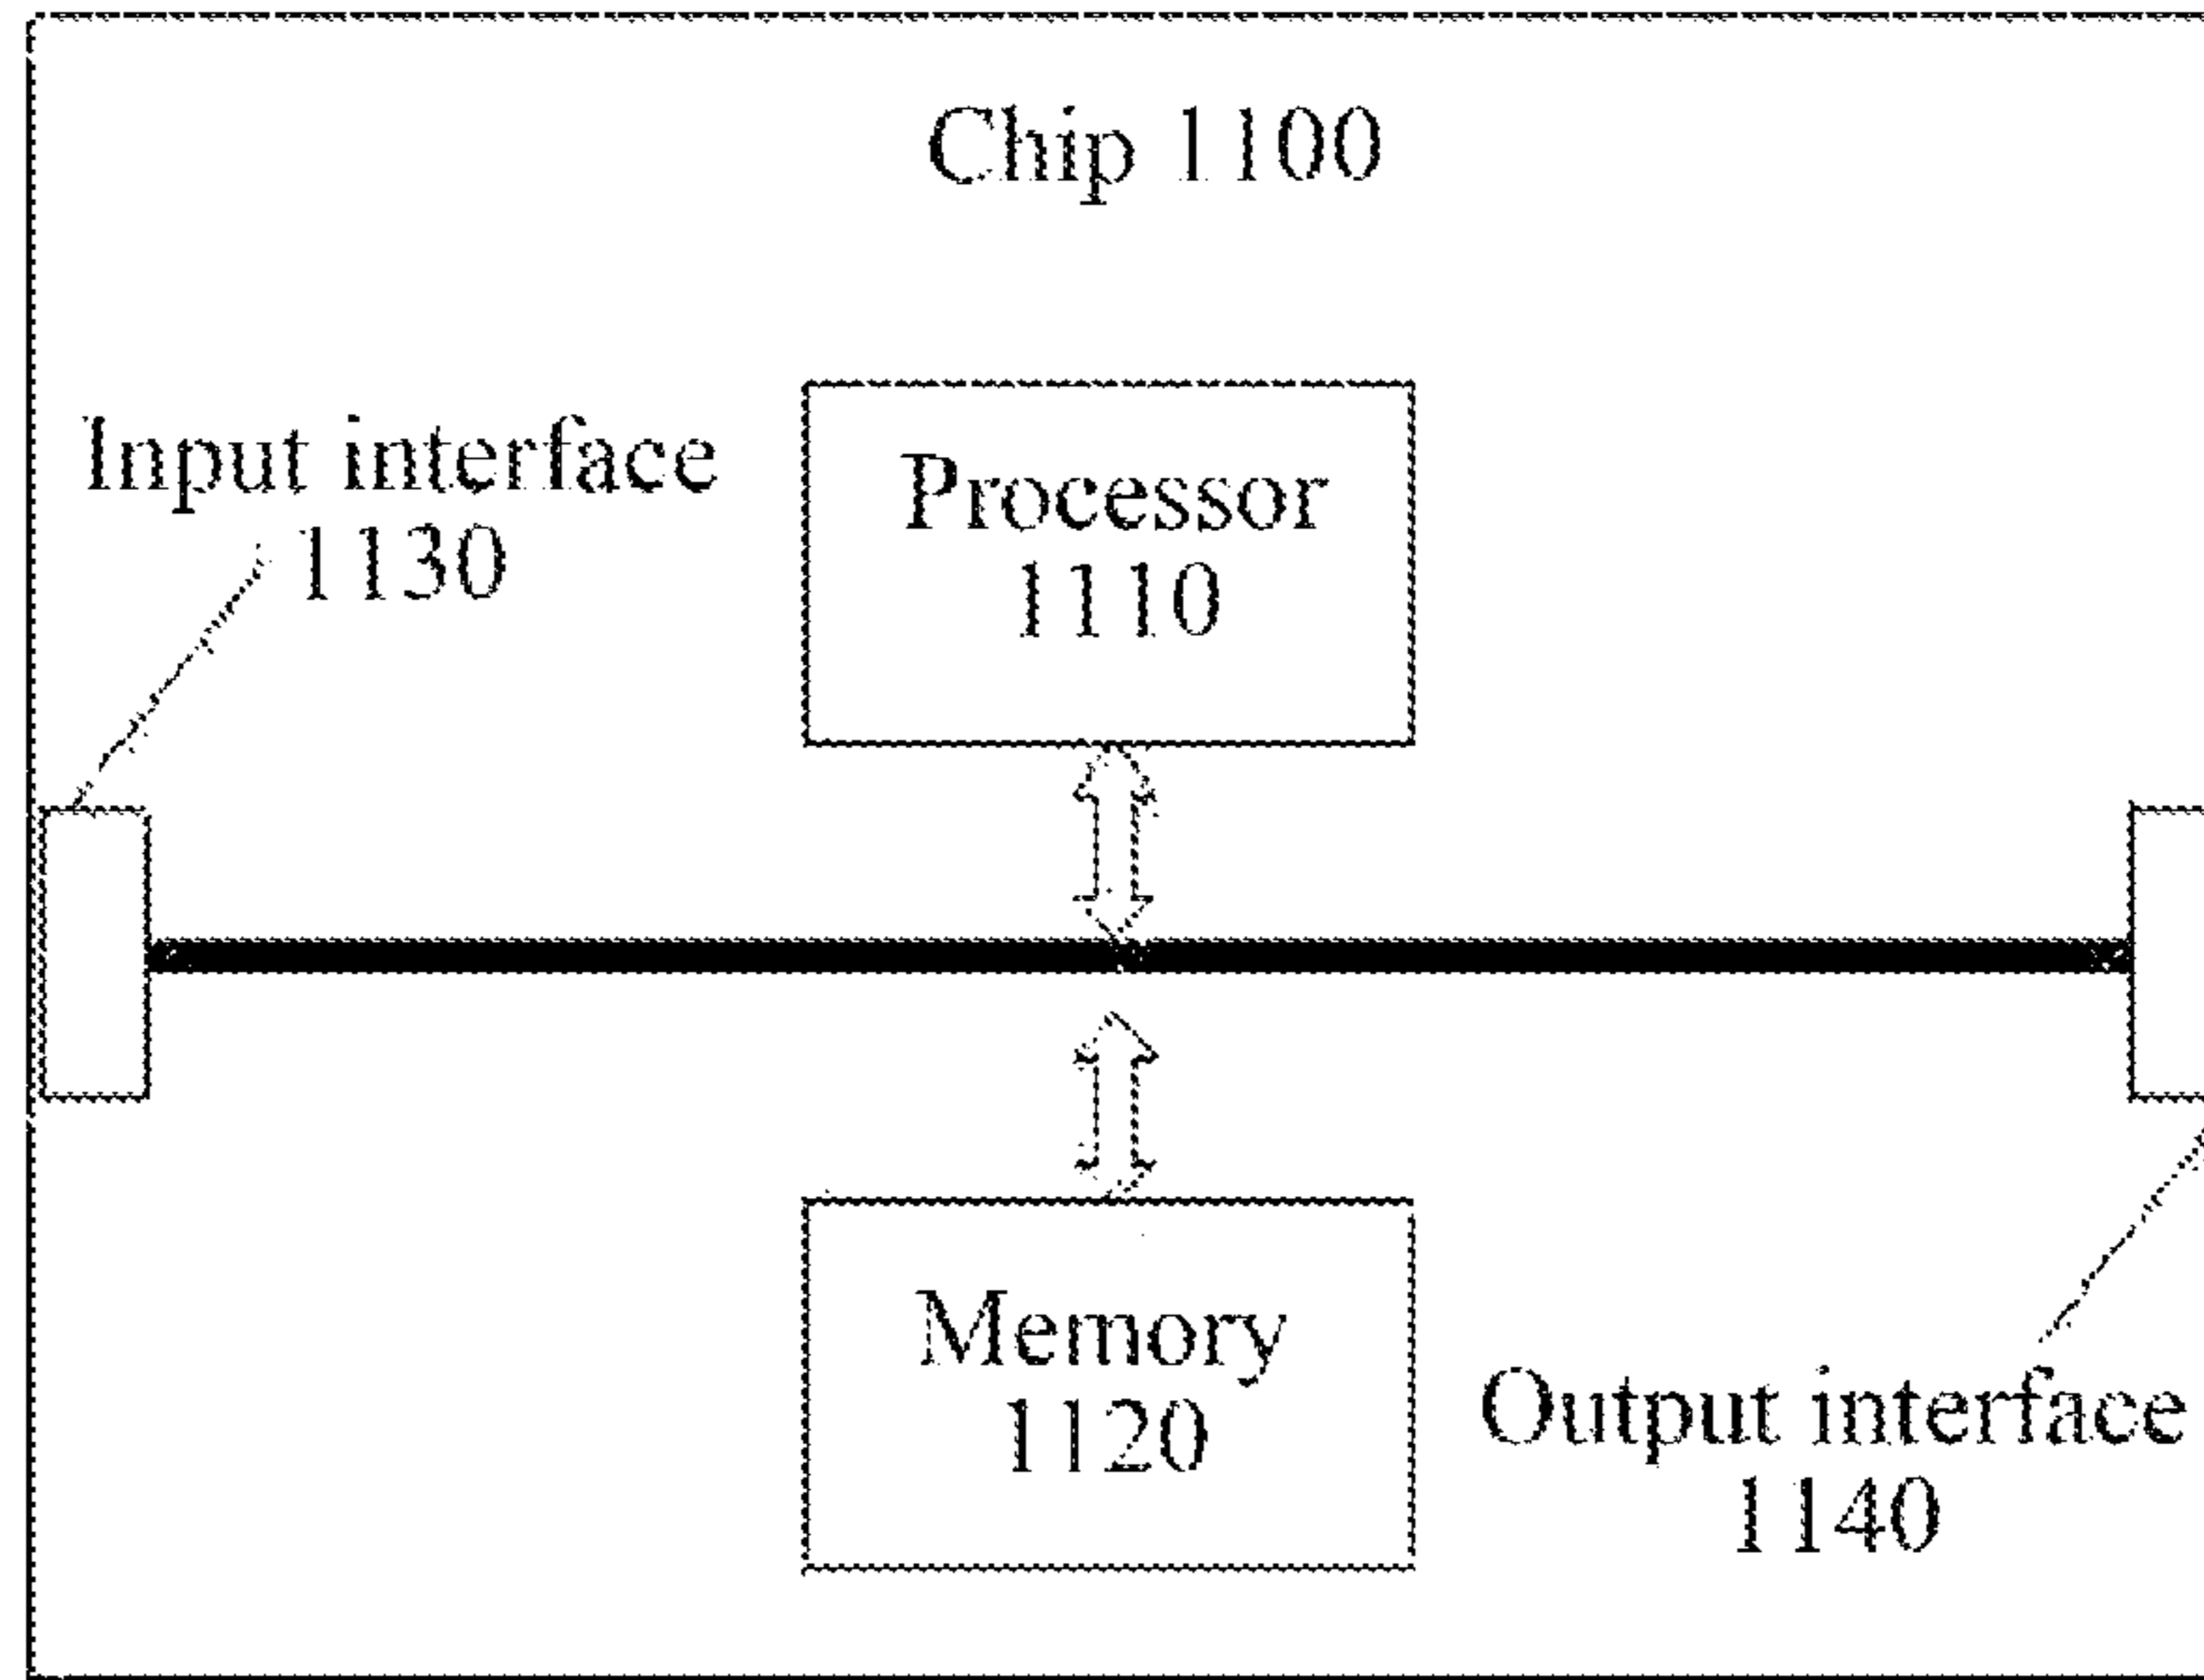 Chip 1100
Input interface
1130
Processor
1110
Memory
1120
Output interface
1140